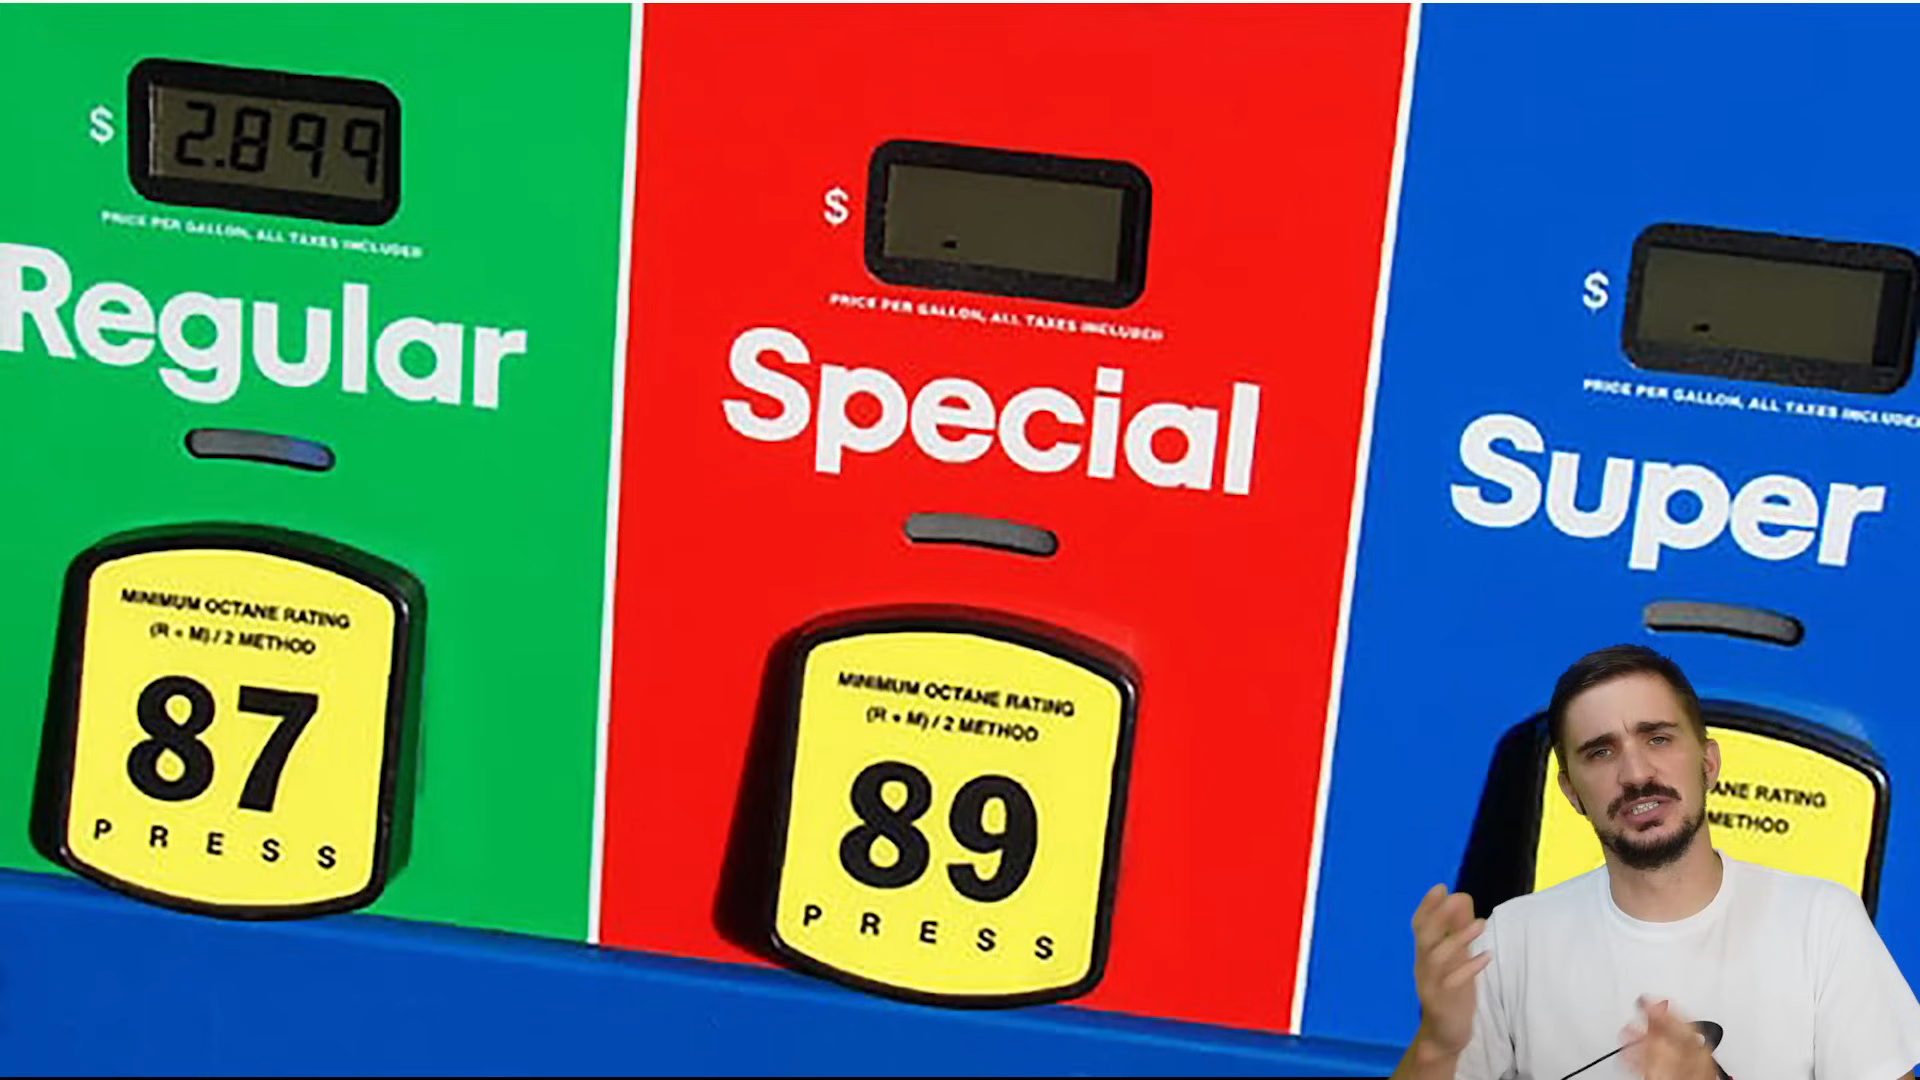 $ 2.899
PRICE PER GALLON, ALL TAXES INCLUDED
Regular
MINIMUM OCTANE RATING
(R + M) / 2 METHOD
87
PRESS
$ .
PRICE PER GALLON, ALL TAXES INCLUDED
Special
MINIMUM OCTANE RATING
(R + M) / 2 METHOD
89
PRESS
$ .
PRICE PER GALLON, ALL TAXES INCLUDED
Super
ANE RATING
METHOD